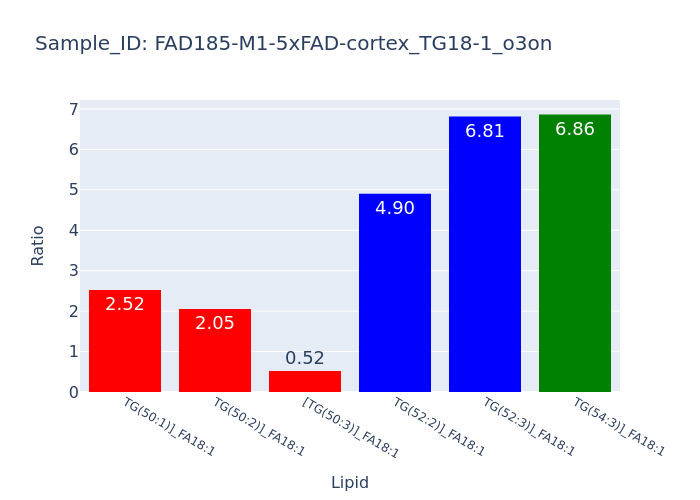 Sample_ID: FAD185-M1-5xFAD-cortex_TG18-1_o3on
Ratio
7
6
5
4
3
2
1
0
2.52
2.05
0.52
4.90
6.81
6.86
TG(50:1)]_FA18:1
TG(50:2)]_FA18:1
[TG(50:3)]_FA18:1
TG(52:2)]_FA18:1
TG(52:3)]_FA18:1
TG(54:3)]_FA18:1
Lipid